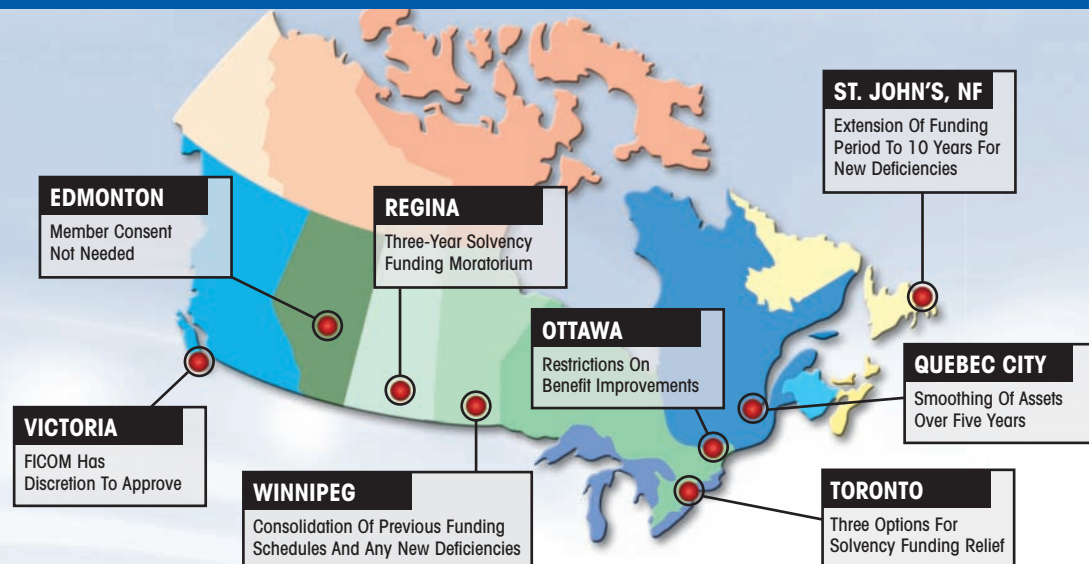 ST. JOHN'S, NF
Extension Of Funding
Period To 10 Years For
New Deficiencies
EDMONTON
Member Consent
Not Needed
REGINA
Three-Year Solvency
Funding Moratorium
OTTAWA
Restrictions On
Benefit Improvements
QUEBEC CITY
Smoothing Of Assets
Over Five Years
VICTORIA
FICOM Has
Discretion To Approve
WINNIPEG
Consolidation Of Previous Funding
Schedules And Any New Deficiencies
TORONTO
Three Options For
Solvency Funding Relief